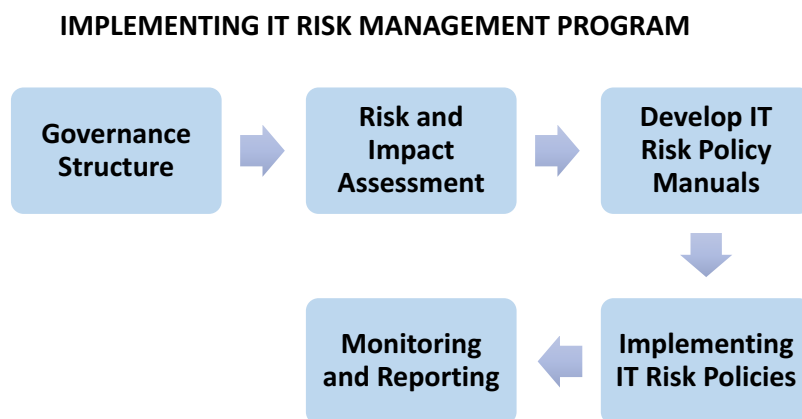 IMPLEMENTING IT RISK MANAGEMENT PROGRAM
Governance
Structure
Risk and
Impact
Assessment
Develop IT
Risk Policy
Manuals
Implementing
IT Risk Policies
Monitoring
and Reporting